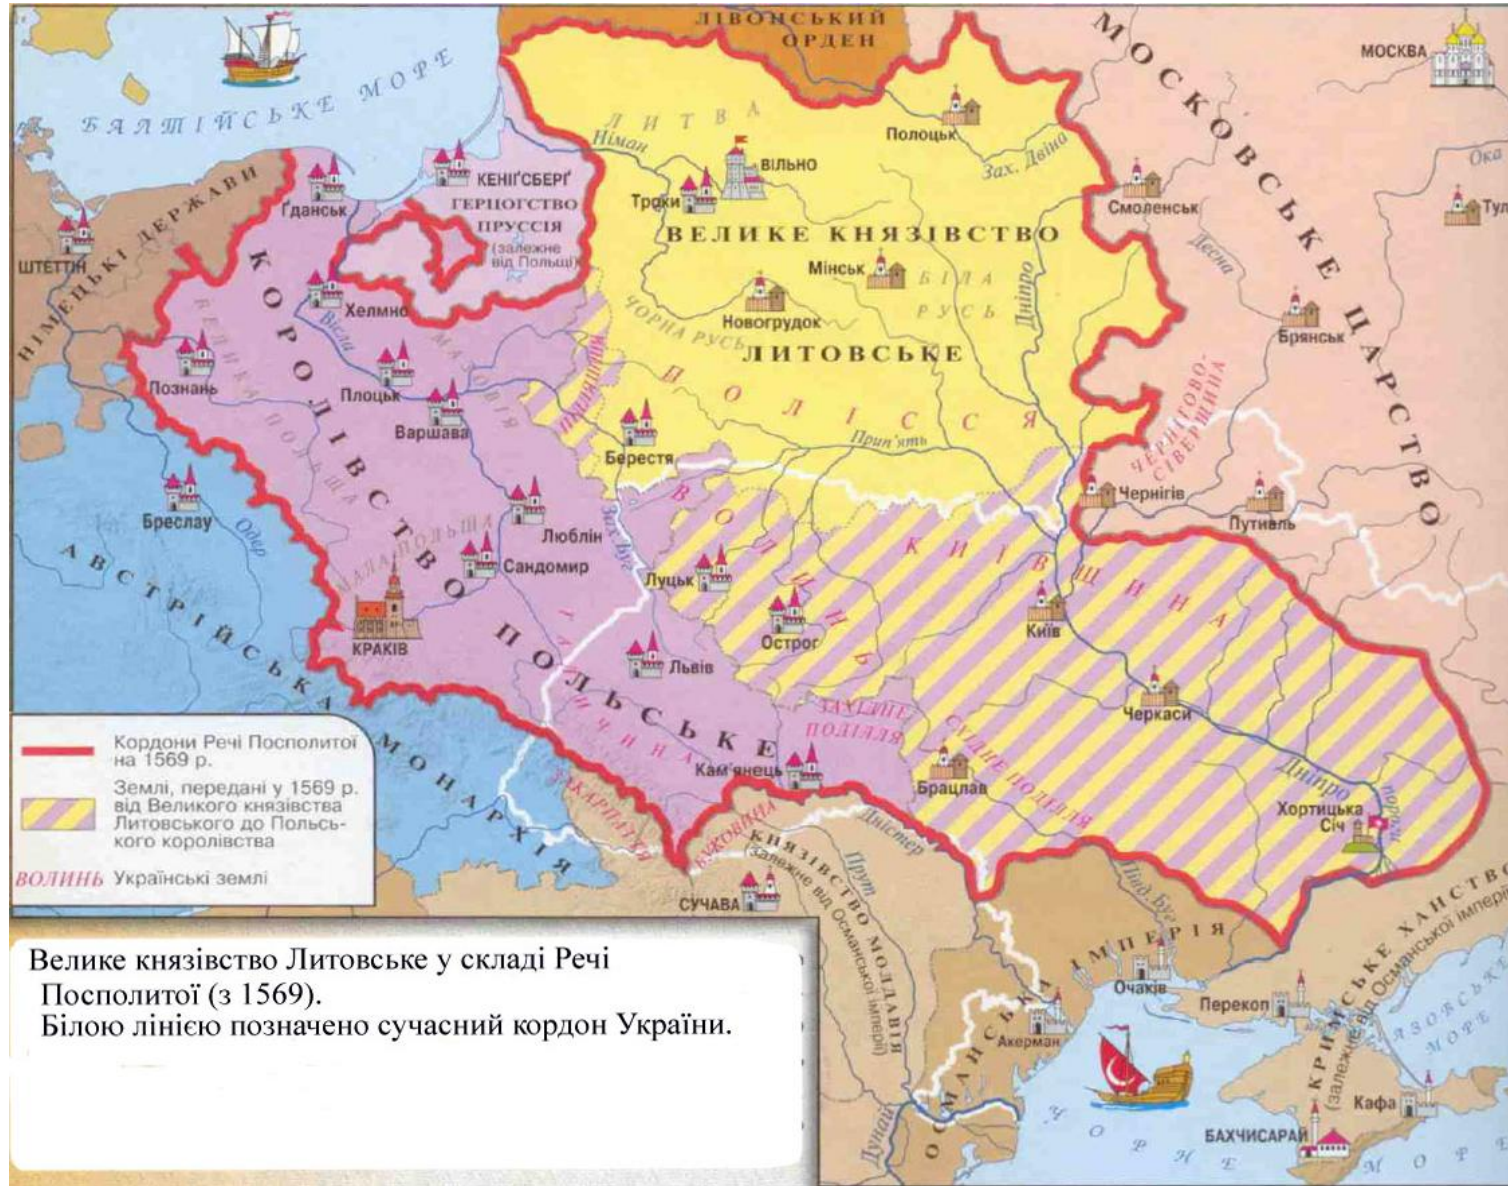 ЛІВОНСЬКИЙ
ОРДЕН
МОСКОВСЬКЕ ЦАРСТВО
МОСКВА
БАЛТІЙСЬКЕ МОРЕ
ЛИТВА
Німан
Полоцьк
Зах. Двіна
Ока
ВІЛЬНО
Троки
Смоленськ
Тул
КЕНІҐСБЕРҐ
ГЕРЦОГСТВО
ПРУССІЯ
(залежне
від Польщі)
Ґданськ
НІМЕЦЬКІ ДЕРЖАВИ
ШТЕТТІН
ВЕЛИКЕ КНЯЗІВСТВО
ЛИТОВСЬКЕ
Мінськ
БІЛА
РУСЬ
Дніпро
Десна
Новогрудок
ЧОРНА РУСЬ
Брянськ
Хелмно
Вісла
КОРОЛІВСТВО ПОЛЬСЬКЕ
ВЕЛИКА ПОЛЬЩА
МАЗОВІЯ
Познань
Плоцьк
Варшава
ПІДЛЯШШЯ
ПОЛІССЯ
Прип'ять
Берестя
ЧЕРНІГОВО-
СІВЕРЩИНА
Чернігів
Путивль
Бреслау
Одер
Люблін
МАЛА ПОЛЬЩА
Сандомир
Зах. Буг
ВОЛИНЬ
КИЇВЩИНА
Луцьк
Острог
Київ
КРАКІВ
Львів
ГАЛИЧИНА
АВСТРІЙСЬКА МОНАРХІЯ
Черкаси
ЗАХІДНЕ
ПОДІЛЛЯ
СХІДНЕ ПОДІЛЛЯ
Кам'янець
Брацлав
Дніпро
пороги
Хортицька
Січ
ЗАКАРПАТТЯ
БУКОВИНА
Дністер
КНЯЗІВСТВО МОЛДАВІЯ
(залежне від Османської імперії)
Прут
Півд. Буг
СУЧАВА
ОСМАНСЬКА ІМПЕРІЯ
Очаків
Перекоп
КРИМСЬКЕ ХАНСТВО
(залежне від Османської імперії)
АЗОВСЬКЕ
МОРЕ
Акерман
Дунай
Кафа
БАХЧИСАРАЙ
ЧОРНЕ МОРЕ
Кордони Речі Посполитої
на 1569 р.
Землі, передані у 1569 р.
від Великого князівства
Литовського до Польсь-
кого королівства
ВОЛИНЬ Українські землі
Велике князівство Литовське у складі Речі
Посполитої (з 1569).
Білою лінією позначено сучасний кордон України.